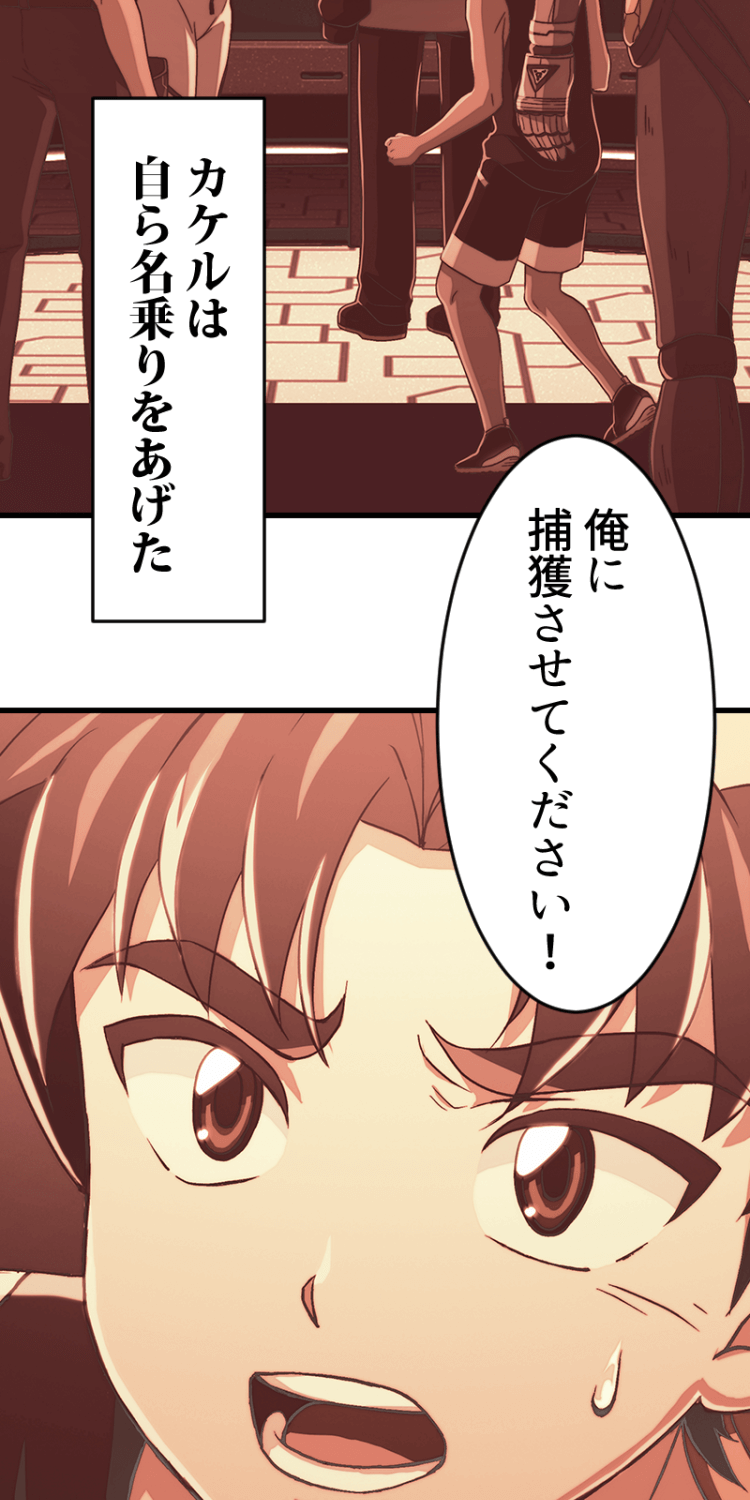 カケルは
自ら名乗りをあげた
俺に
捕獲させてください！